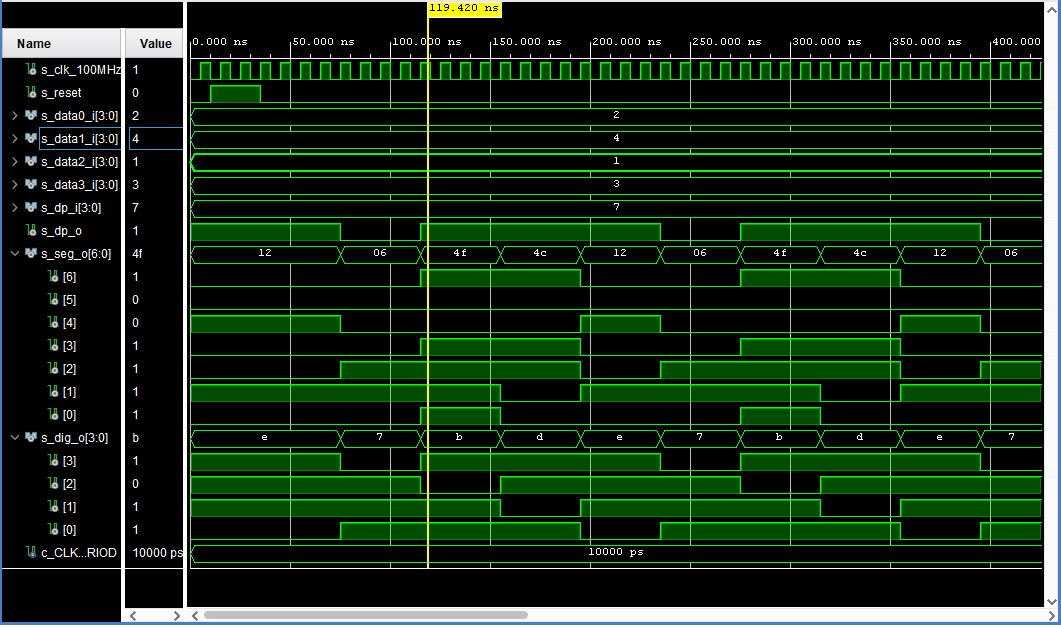 119.420 ns
Name Value 0.000 ns 50.000 ns 100.000 ns 150.000 ns 200.000 ns 250.000 ns 300.000 ns 350.000 ns 400.000
s_clk_100MHz 1
s_reset 0
s_data0_i[3:0] 2 2
s_data1_i[3:0] 4 4
s_data2_i[3:0] 1 1
s_data3_i[3:0] 3 3
s_dp_i[3:0] 7 7
s_dp_o 1
s_seg_o[6:0] 4f 12 06 4f 4c 12 06 4f 4c 12 06
[6] 1
[5] 0
[4] 0
[3] 1
[2] 1
[1] 1
[0] 1
s_dig_o[3:0] b e 7 b d e 7 b d e 7
[3] 1
[2] 0
[1] 1
[0] 1
c_CLK...RIOD 10000 ps 10000 ps